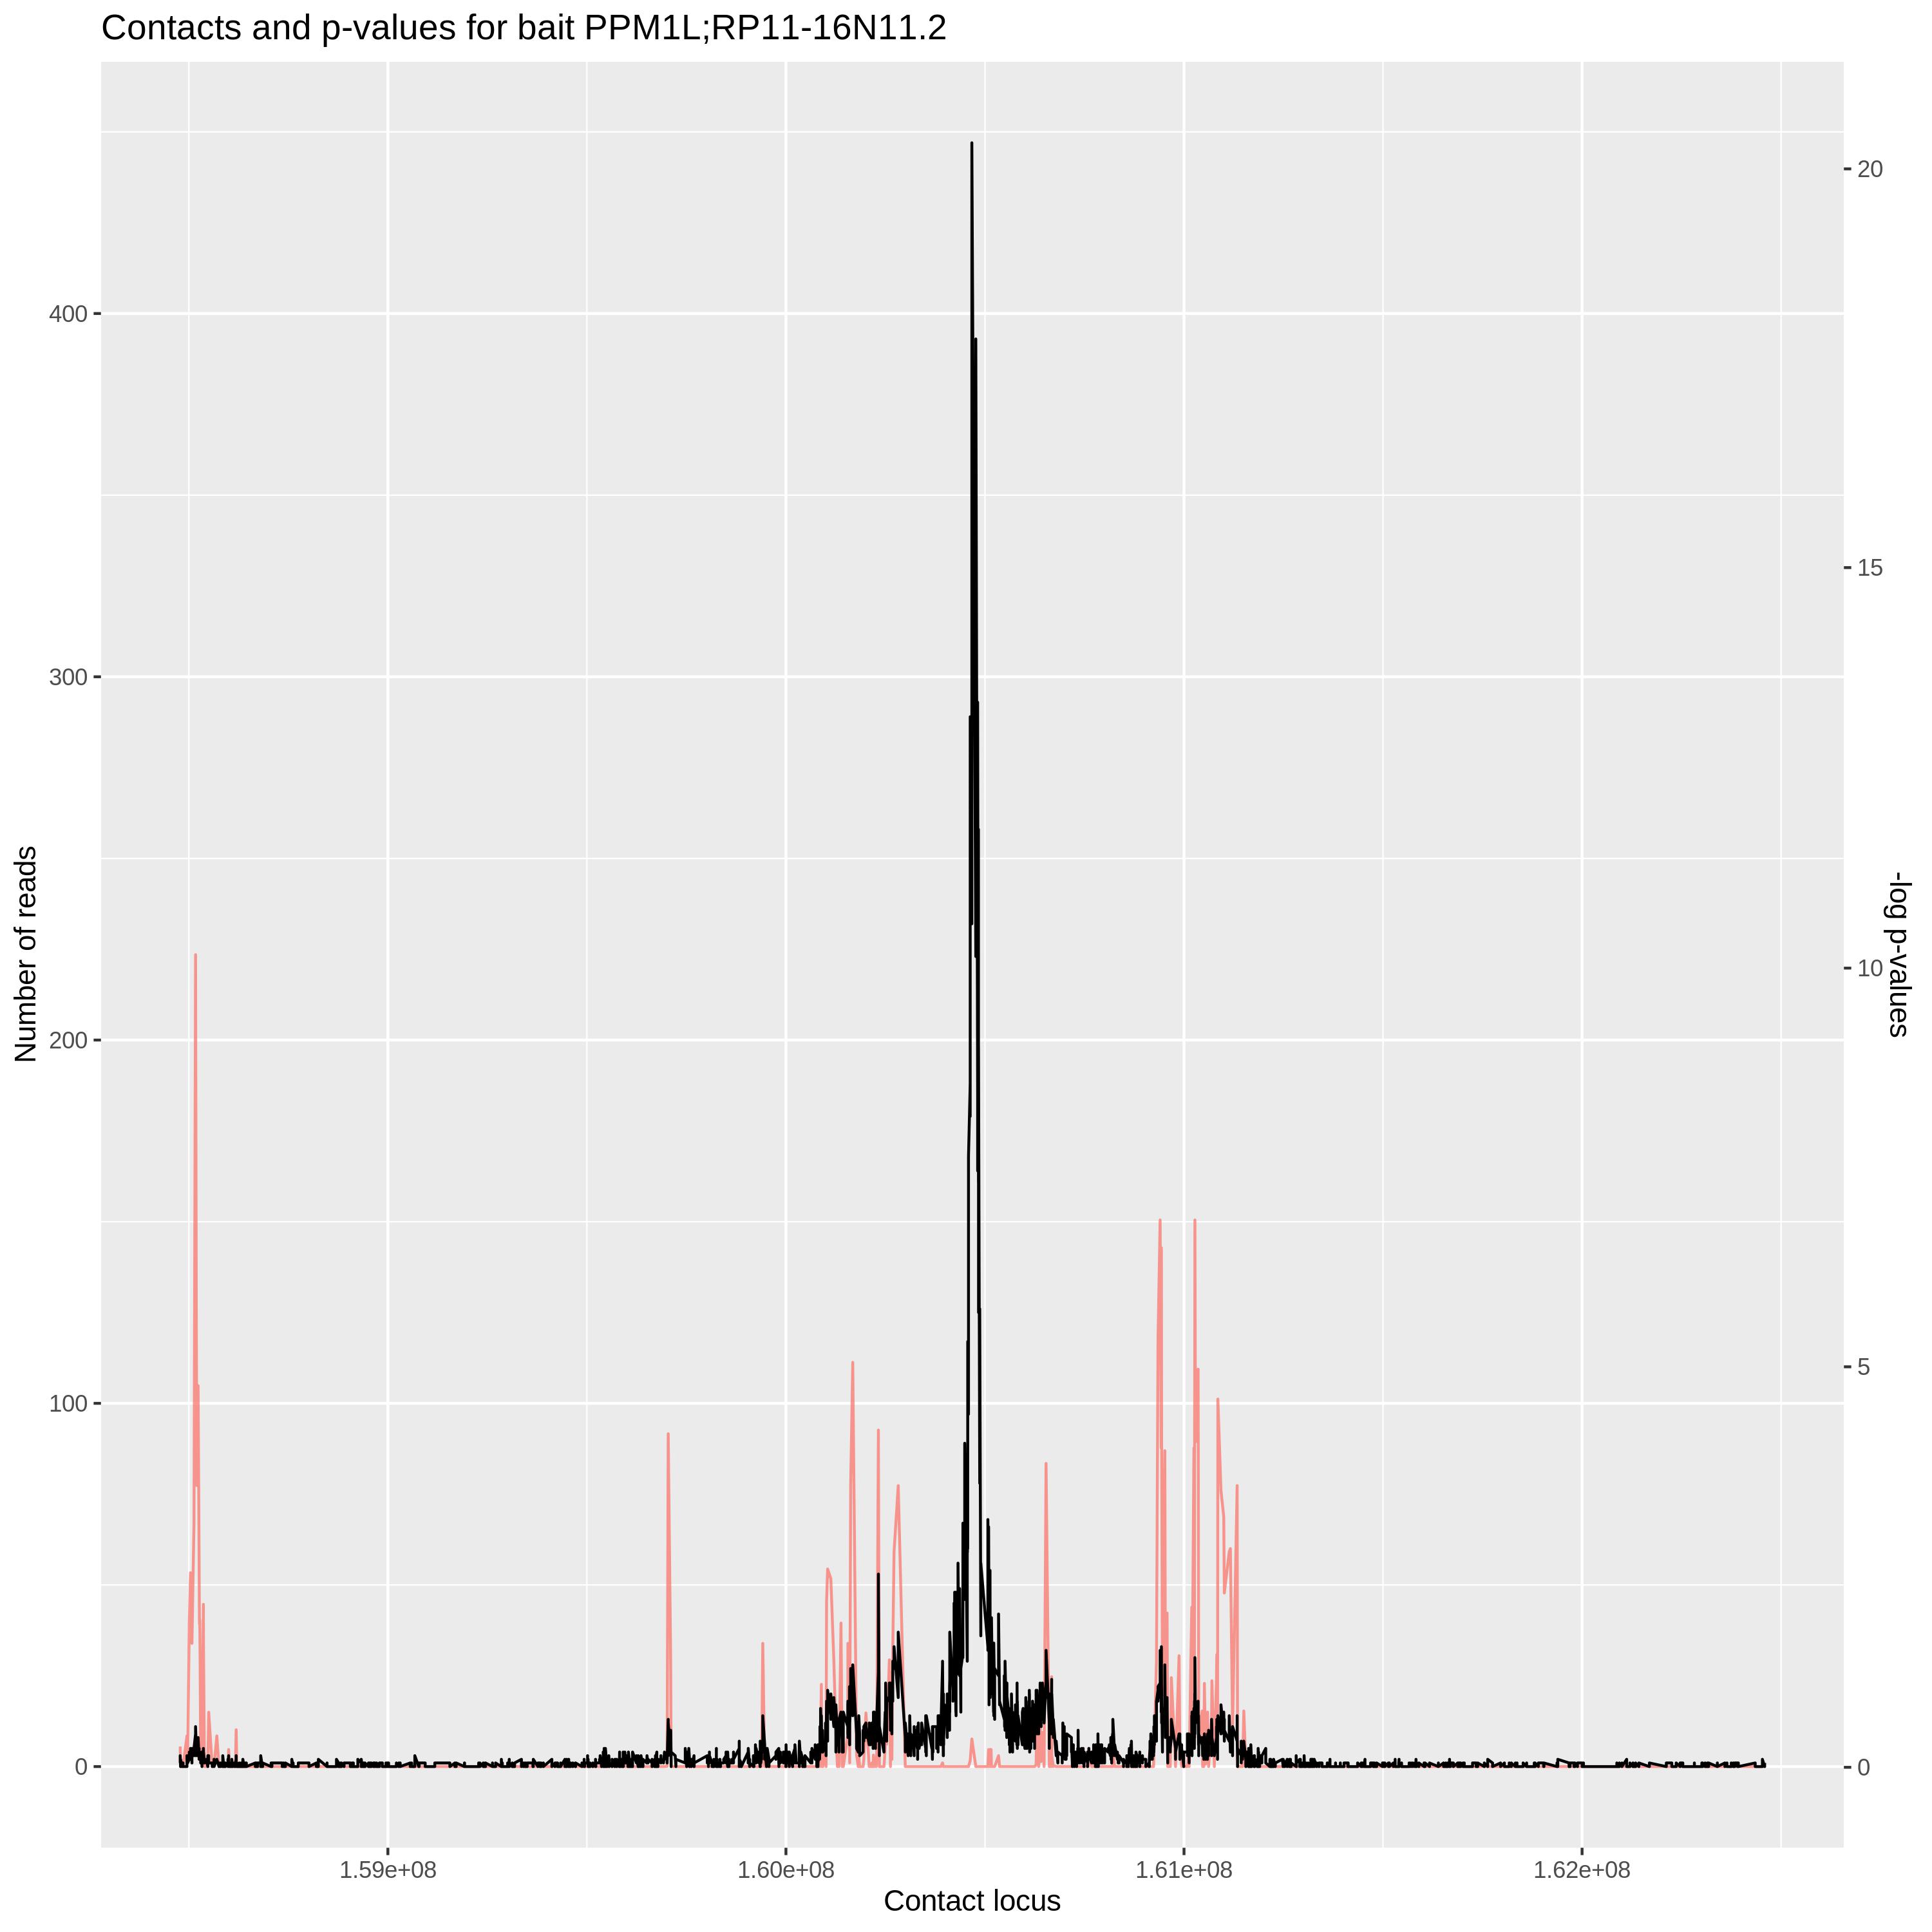 Contacts and p-values for bait PPM1L;RP11-16N11.2
Number of reads
400
300
200
100
0
20
15
10
5
0
-log p-values
1.59e+08
1.60e+08
1.61e+08
1.62e+08
Contact locus